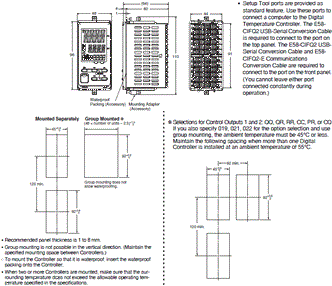 • Setup Tool ports are provided as
standard feature. Use these ports to
connect a computer to the Digital
Temperature Controller. The E58-
CIFQ2 USB-Serial Conversion Cable
is required to connect to the port on
the top panel. The E58-CIFQ2 USB-
Serial Conversion Cable and E58-
CIFQ2-E Communications
Conversion Cable are required to
connect to the port on the front panel.
(You cannot leave either port
connected constantly during
operation.)
Waterproof
Packing (Accessory)
Mounting Adapter
(Accessory)
Mounted Separately
Group Mounted
Group mounting does not
allow waterproofing.
120 min.
• Recommended panel thickness is 1 to 8 mm.
• Group mounting is not possible in the vertical direction. (Maintain the
specified mounting space between Controllers.)
• To mount the Controller so that it is waterproof, insert the waterproof
packing onto the Controller.
• When two or more Controllers are mounted, make sure that the sur-
rounding temperature does not exceed the allowable operating tem-
perature specified in the specifications.
Selections for Control Outputs 1 and 2: QQ, QR, RR, CC, PR, or CQ
If you also specify 019, 021, 022 for the option selection and use
group mounting, the ambient temperature must be 45°C or less.
Maintain the following spacing when more than one Digital
Controller is installed at an ambient temperature of 55°C.
120 min.